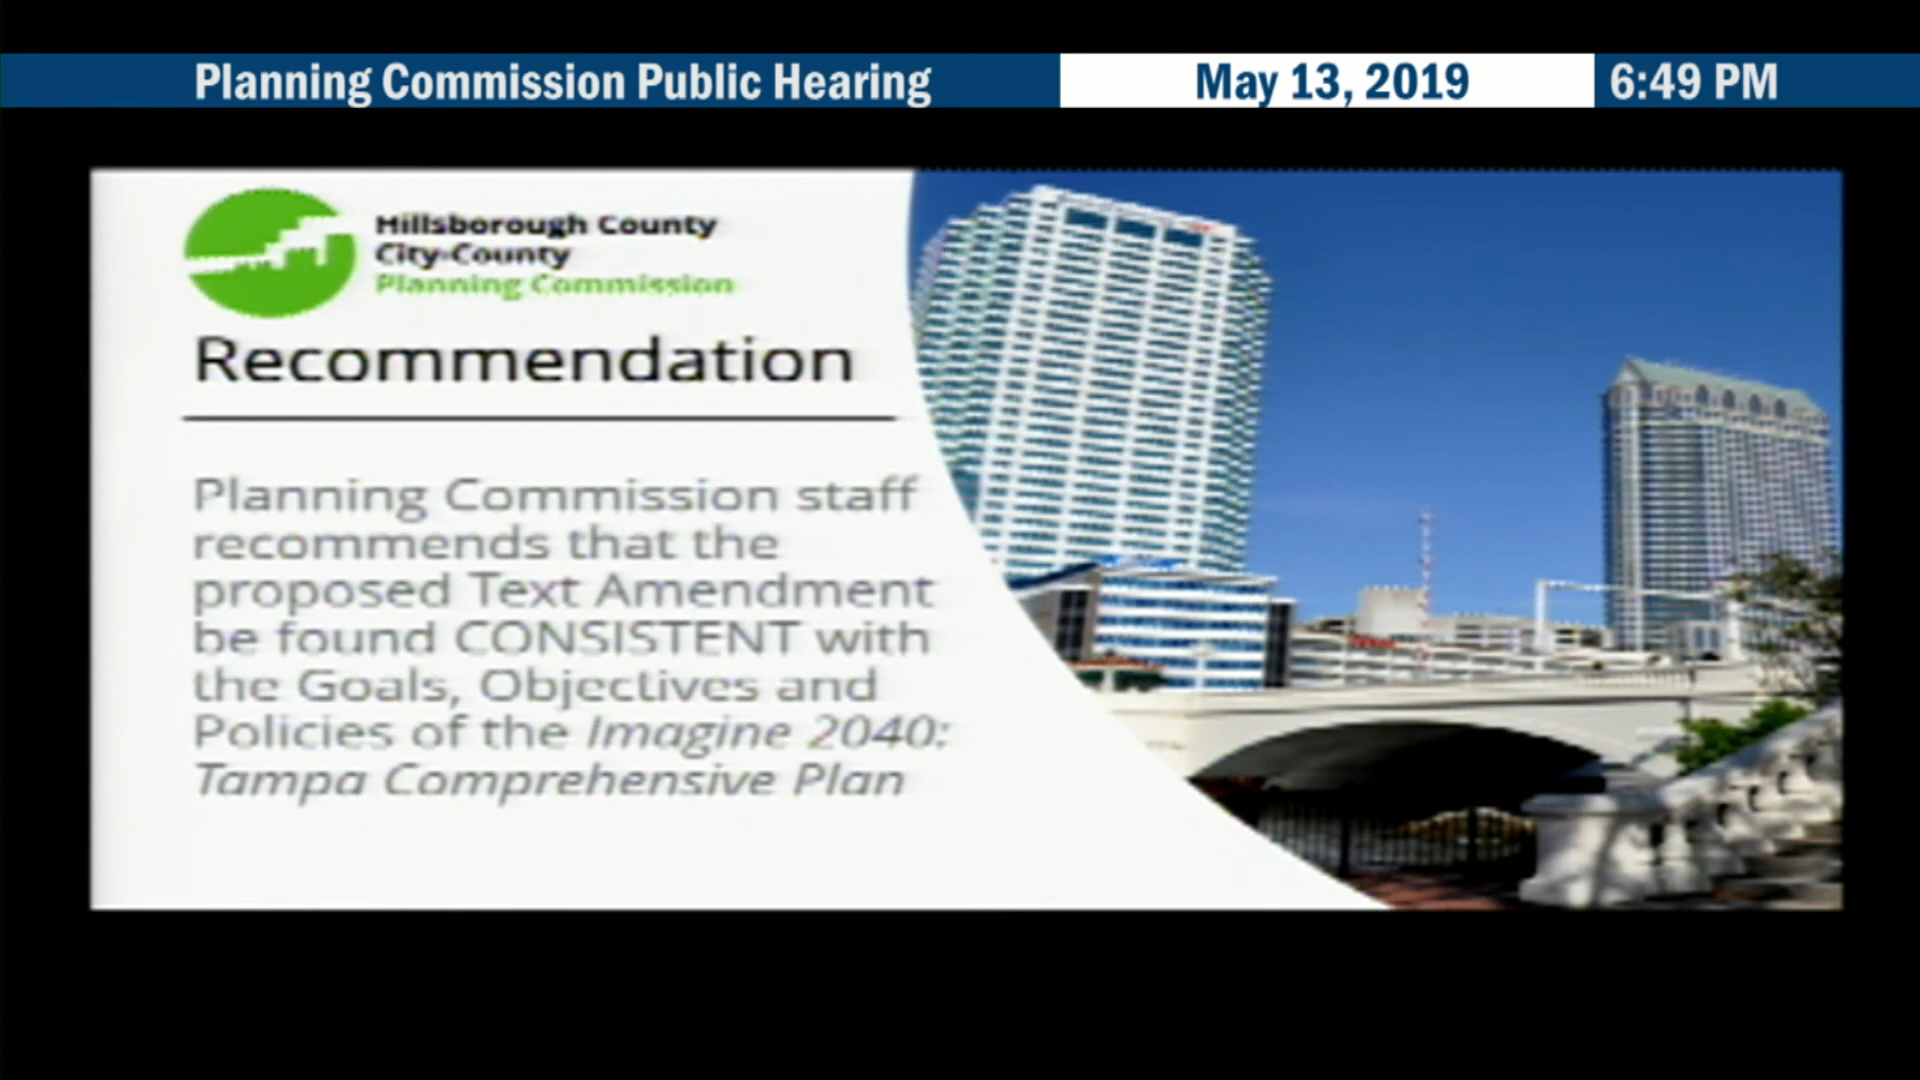 Planning Commission Public Hearing
May 13, 2019
6:49 PM
Hillsborough County
City-County
Planning Commission
Recommendation
Planning Commission staff
recommends that the
proposed Text Amendment
be found CONSISTENT with
the Goals, Objectives and
Policies of the Imagine 2040:
Tampa Comprehensive Plan